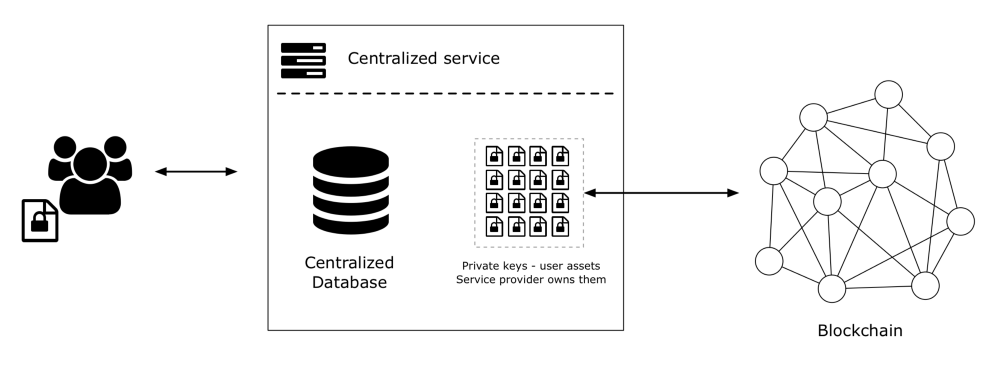 Centralized service
Centralized
Database
Private keys - user assets
Service provider owns them
Blockchain